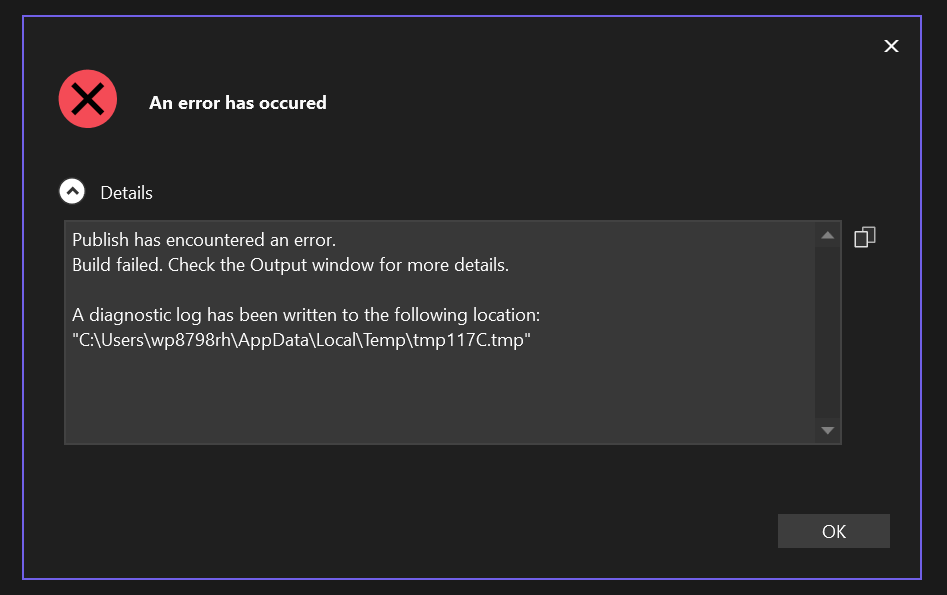 An error has occured
Details
Publish has encountered an error.
Build failed. Check the Output window for more details.
A diagnostic log has been written to the following location:
"C:\Users\wp8798rh\AppData\Local\Temp\tmp117C.tmp"
OK